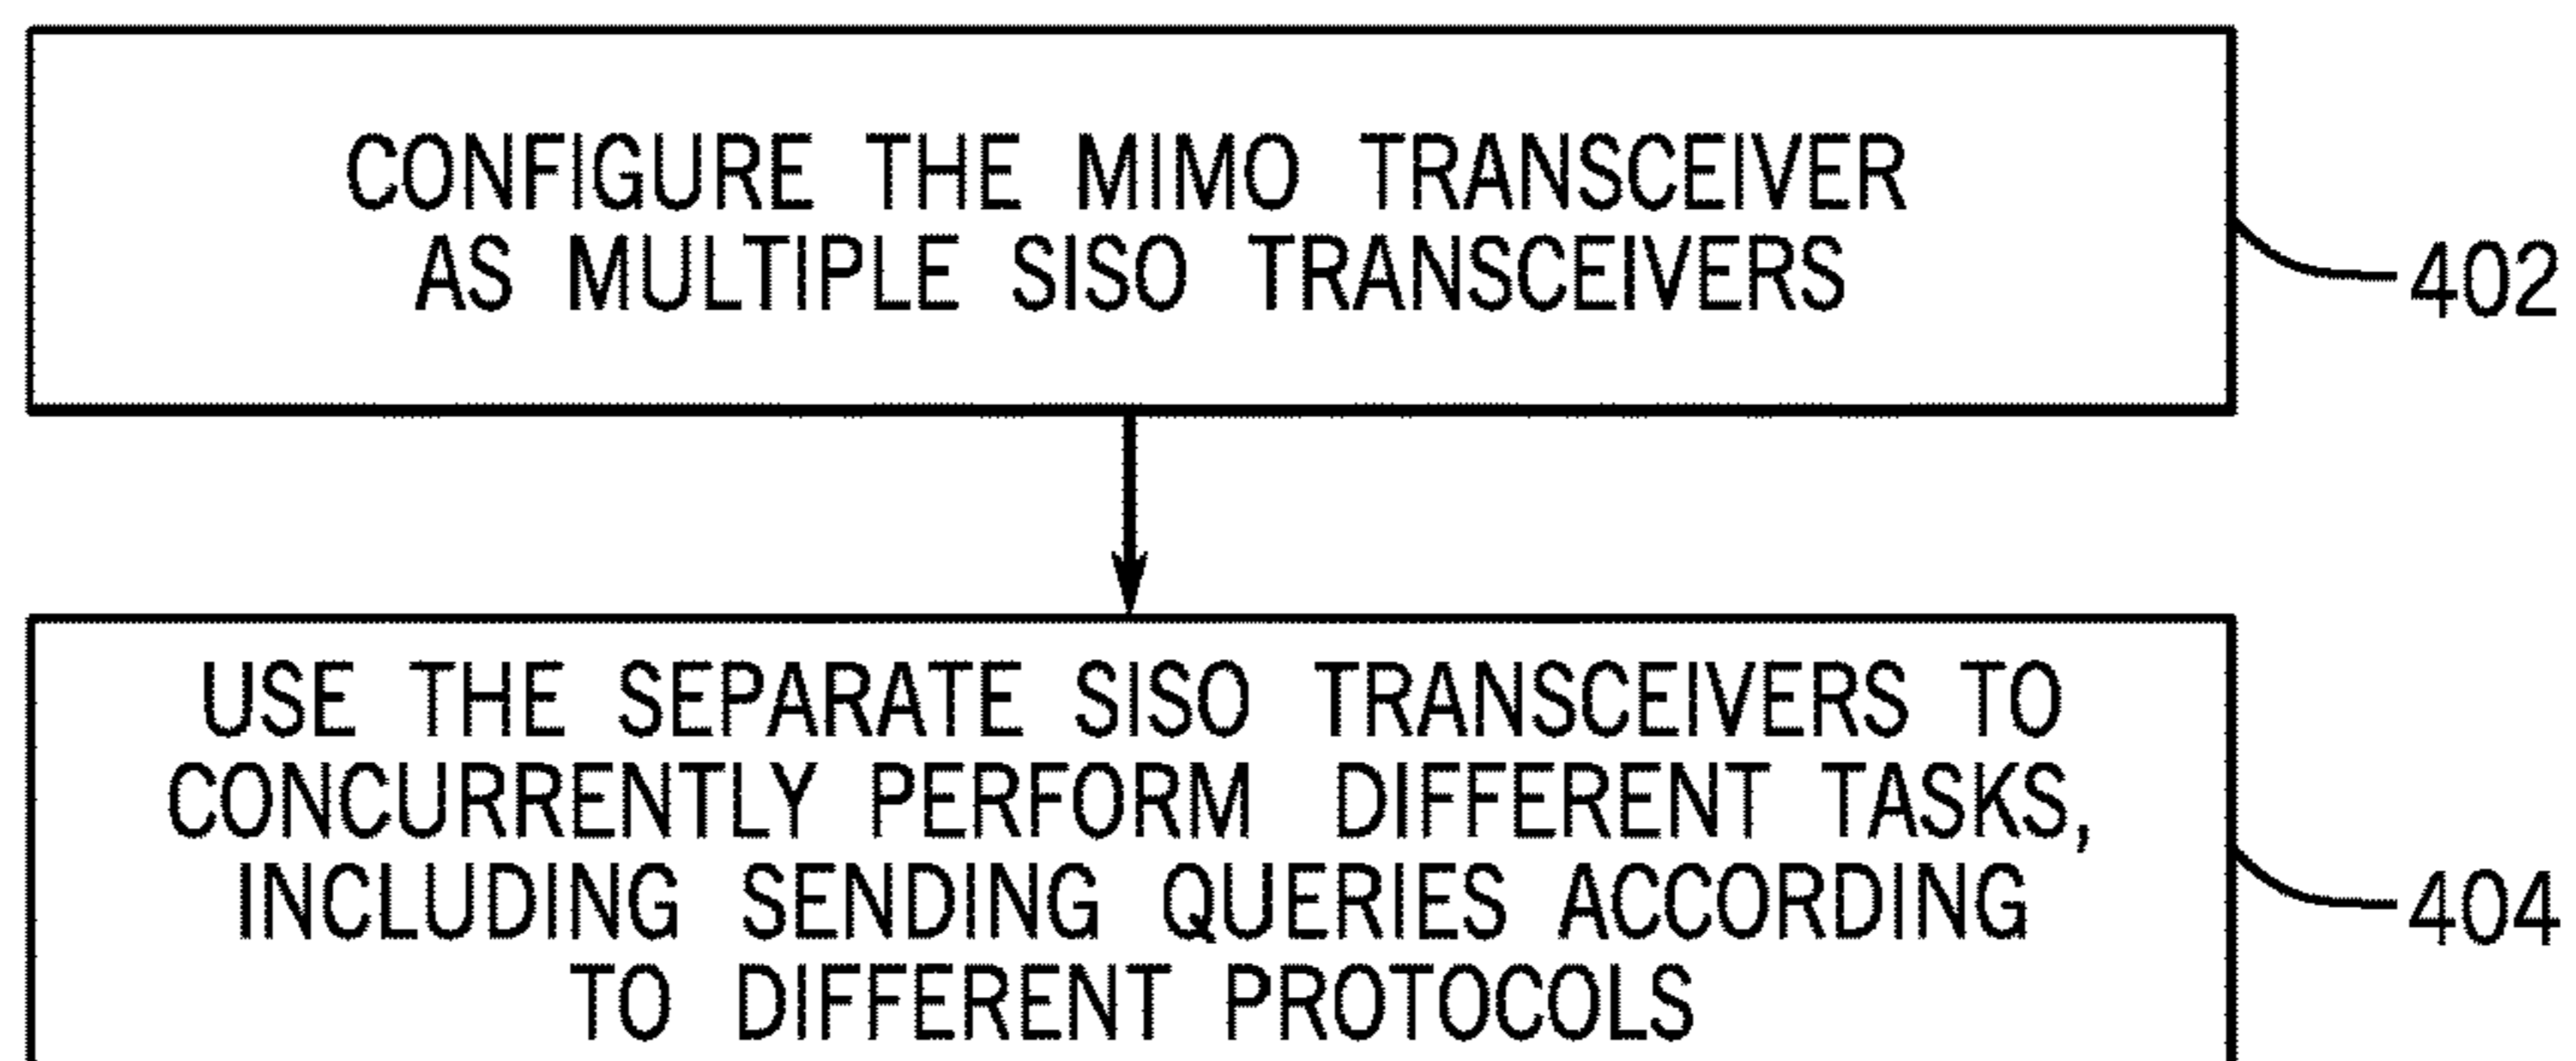 CONFIGURE THE MIMO TRANSCEIVER
AS MULTIPLE SISO TRANSCEIVERS
402
USE THE SEPARATE SISO TRANSCEIVERS TO
CONCURRENTLY PERFORM DIFFERENT TASKS,
INCLUDING SENDING QUERIES ACCORDING
TO DIFFERENT PROTOCOLS
404